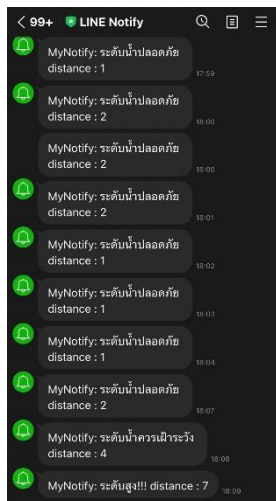 99+ LINE Notify
MyNotify: ระดับน้ำปลอดภัย
distance : 1
17:59
MyNotify: ระดับน้ำปลอดภัย
distance : 2
18:00
MyNotify: ระดับน้ำปลอดภัย
distance : 2
18:00
MyNotify: ระดับน้ำปลอดภัย
distance : 2
18:01
MyNotify: ระดับน้ำปลอดภัย
distance : 1
18:02
MyNotify: ระดับน้ำปลอดภัย
distance : 1
18:03
MyNotify: ระดับน้ำปลอดภัย
distance : 1
18:04
MyNotify: ระดับน้ำปลอดภัย
distance : 2
18:07
MyNotify: ระดับน้ำควรเฝ้าระวัง
distance : 4
18:08
MyNotify: ระดับสูง!!! distance : 7
18:09